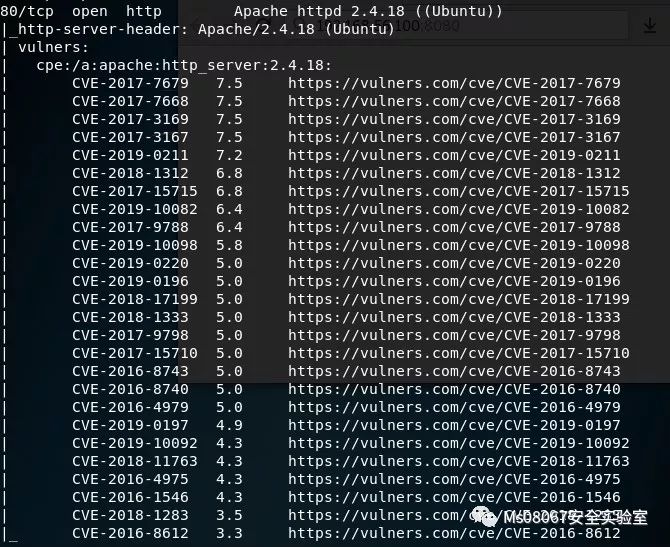 80/tcp open http Apache httpd 2.4.18 ((Ubuntu))
|_http-server-header: Apache/2.4.18 (Ubuntu)
| vulners:
| cpe:/a:apache:http_server:2.4.18:
| CVE-2017-7679 7.5 https://vulners.com/cve/CVE-2017-7679
| CVE-2017-7668 7.5 https://vulners.com/cve/CVE-2017-7668
| CVE-2017-3169 7.5 https://vulners.com/cve/CVE-2017-3169
| CVE-2017-3167 7.5 https://vulners.com/cve/CVE-2017-3167
| CVE-2019-0211 7.2 https://vulners.com/cve/CVE-2019-0211
| CVE-2018-1312 6.8 https://vulners.com/cve/CVE-2018-1312
| CVE-2017-15715 6.8 https://vulners.com/cve/CVE-2017-15715
| CVE-2019-10082 6.4 https://vulners.com/cve/CVE-2019-10082
| CVE-2017-9788 6.4 https://vulners.com/cve/CVE-2017-9788
| CVE-2019-10098 5.8 https://vulners.com/cve/CVE-2019-10098
| CVE-2019-0220 5.0 https://vulners.com/cve/CVE-2019-0220
| CVE-2019-0196 5.0 https://vulners.com/cve/CVE-2019-0196
| CVE-2018-17199 5.0 https://vulners.com/cve/CVE-2018-17199
| CVE-2018-1333 5.0 https://vulners.com/cve/CVE-2018-1333
| CVE-2017-9798 5.0 https://vulners.com/cve/CVE-2017-9798
| CVE-2017-15710 5.0 https://vulners.com/cve/CVE-2017-15710
| CVE-2016-8743 5.0 https://vulners.com/cve/CVE-2016-8743
| CVE-2016-8740 5.0 https://vulners.com/cve/CVE-2016-8740
| CVE-2016-4979 5.0 https://vulners.com/cve/CVE-2016-4979
| CVE-2019-0197 4.9 https://vulners.com/cve/CVE-2019-0197
| CVE-2019-10092 4.3 https://vulners.com/cve/CVE-2019-10092
| CVE-2018-11763 4.3 https://vulners.com/cve/CVE-2018-11763
| CVE-2016-4975 4.3 https://vulners.com/cve/CVE-2016-4975
| CVE-2016-1546 4.3 https://vulners.com/cve/CVE-2016-1546
| CVE-2018-1283 3.5 https://vulners.com/cve/CVE-2018-1283
|_ CVE-2016-8612 3.3 https://vulners.com/cve/CVE-2016-8612
Ms08067安全实验室